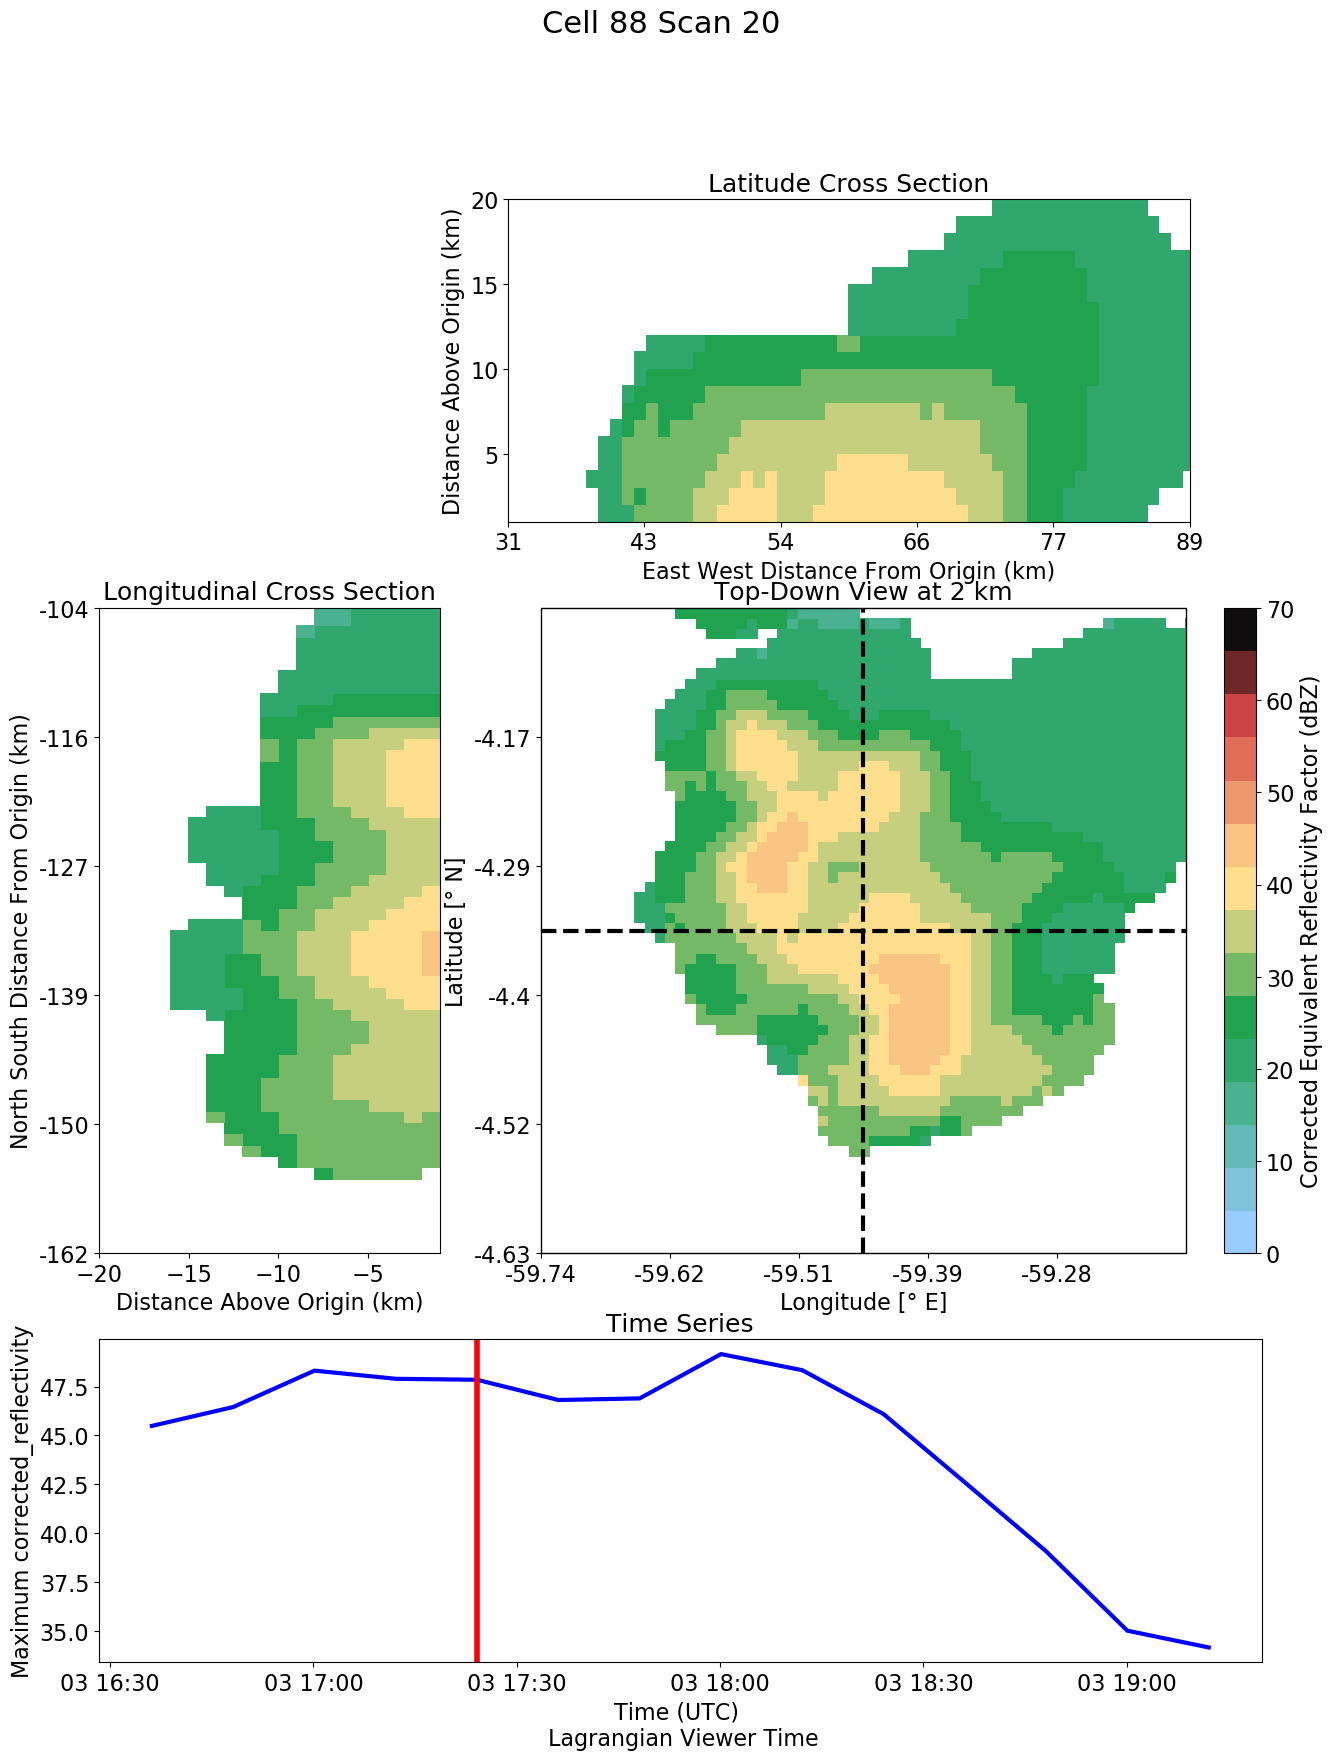 Cell 88 Scan 20
Latitude Cross Section
Distance Above Origin (km)
20
15
10
5
31 43 54 66 77 89
East West Distance From Origin (km)
Longitudinal Cross Section
North South Distance From Origin (km)
-104
-116
-127
-139
-150
-162
−20 −15 −10 −5
Distance Above Origin (km)
Top-Down View at 2 km
Latitude [° N]
-4.17
-4.29
-4.4
-4.52
-4.63
-59.74 -59.62 -59.51 -59.39 -59.28
Longitude [° E]
70
60
50
40
30
20
10
0
Corrected Equivalent Reflectivity Factor (dBZ)
Time Series
Maximum corrected_reflectivity
47.5
45.0
42.5
40.0
37.5
35.0
03 16:30 03 17:00 03 17:30 03 18:00 03 18:30 03 19:00
Time (UTC)
Lagrangian Viewer Time